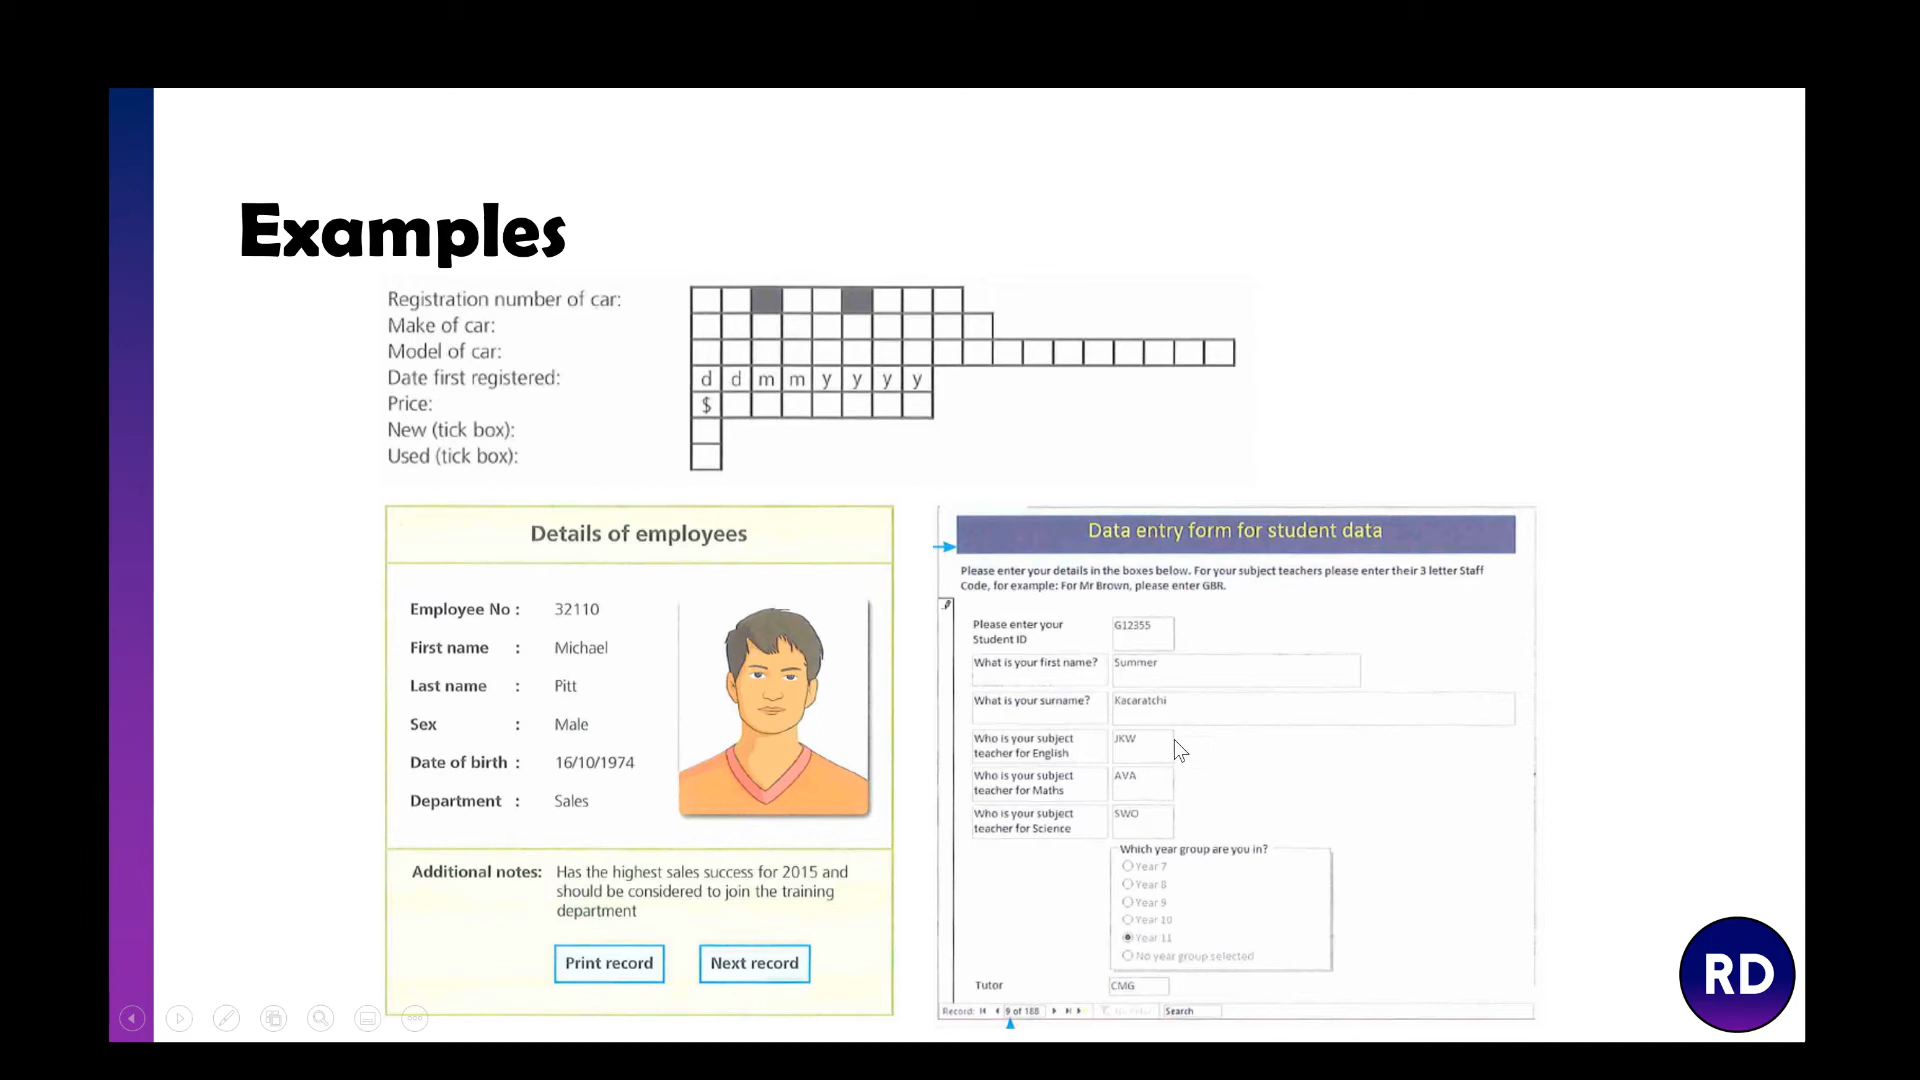 Examples
Registration number of car:
Make of car:
Model of car:
Date first registered: d d m m y y y y
Price: $
New (tick box):
Used (tick box):
Details of employees
Employee No : 32110
First name : Michael
Last name : Pitt
Sex : Male
Date of birth : 16/10/1974
Department : Sales
Additional notes: Has the highest sales success for 2015 and
should be considered to join the training
department
Print record Next record
Data entry form for student data
Please enter your details in the boxes below. For your subject teachers please enter their 3 letter Staff
Code, for example: For Mr Brown, please enter GBR.
Please enter your G12355
Student ID
What is your first name? Summer
What is your surname? Kacaratchi
Who is your subject JKW
teacher for English
Who is your subject AVA
teacher for Maths
Who is your subject SWO
teacher for Science
Which year group are you in?
Year 7
Year 8
Year 9
Year 10
Year 11
No year group selected
Tutor CMG
Record: 9 of 188 Search
RD